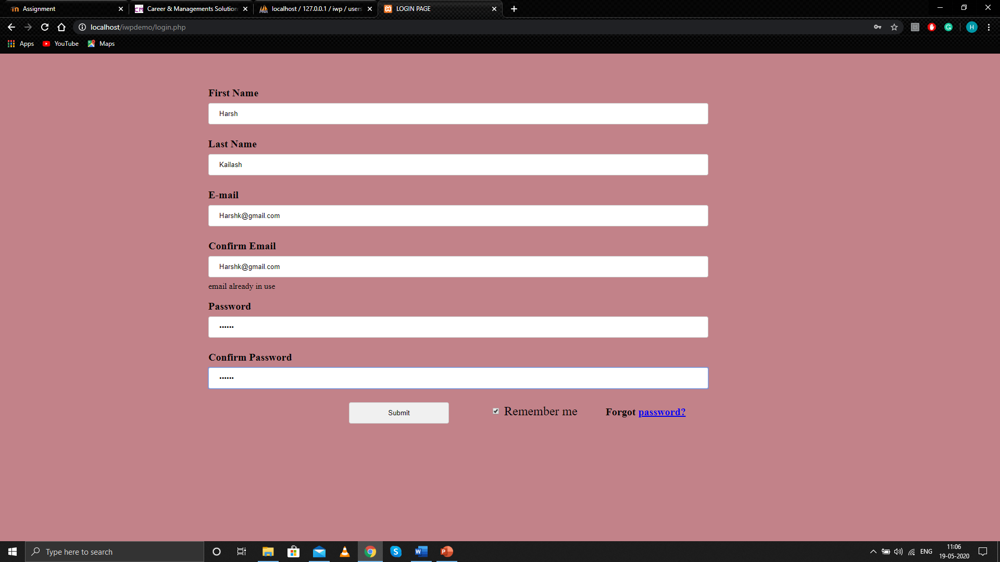 Assignment
Career & Managements Solution
localhost / 127.0.0.1 / iwp / users
LOGIN PAGE
localhost/iwpdemo/login.php
H
Apps
YouTube
Maps
First Name
Harsh
Last Name
Kailash
E-mail
Harshk@gmail.com
Confirm Email
Harshk@gmail.com
email already in use
Password
••••••
Confirm Password
••••••
Submit
Remember me
Forgot password?
Type here to search
ENG
11:06
19-05-2020